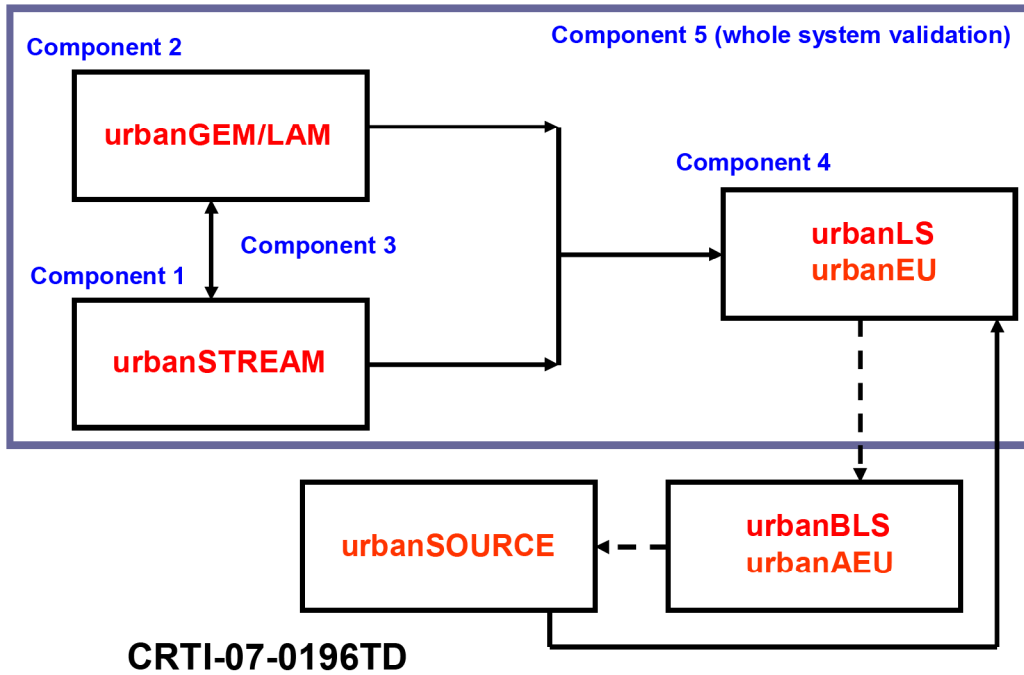 Component 2
Component 5 (whole system validation)
urbanGEM/LAM
Component 4
Component 3
urbanLS
urbanEU
Component 1
urbanSTREAM
urbanSOURCE
urbanBLS
urbanAEU
CRTI-07-0196TD